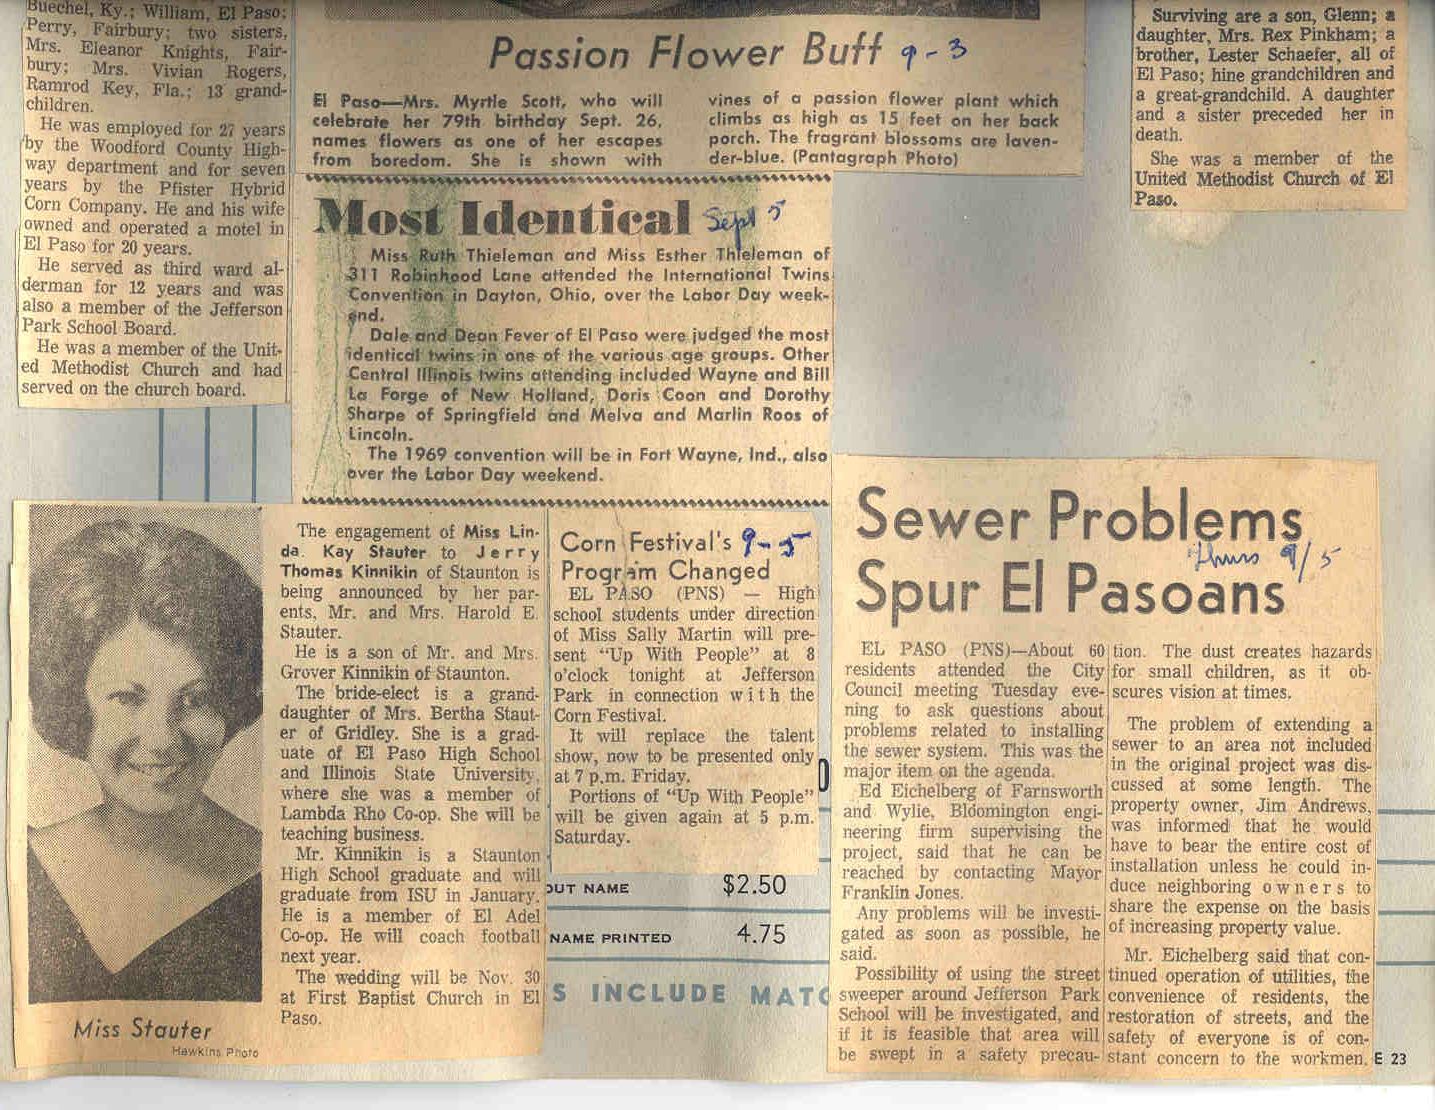 Buechel, Ky.; William, El Paso;
Perry, Fairbury; two sisters,
Mrs. Eleanor Knights, Fair-
bury; Mrs. Vivian Rogers,
Ramrod Key, Fla.; 13 grand-
children.
He was employed for 27 years
by the Woodford County High-
way department and for seven
years by the Pfister Hybrid
Corn Company. He and his wife
owned and operated a motel in
El Paso for 20 years.
He served as third ward al-
derman for 12 years and was
also a member of the Jefferson
Park School Board.
He was a member of the Unit-
ed Methodist Church and had
served on the church board.
Passion Flower Buff 9-3
El Paso—Mrs. Myrtle Scott, who will
celebrate her 79th birthday Sept. 26,
names flowers as one of her escapes
from boredom. She is shown with
vines of a passion flower plant which
climbs as high as 15 feet on her back
porch. The fragrant blossoms are laven-
der-blue. (Pantagraph Photo)
Surviving are a son, Glenn; a
daughter, Mrs. Rex Pinkham; a
brother, Lester Schaefer, all of
El Paso; hine grandchildren and
a great-grandchild. A daughter
and a sister preceded her in
death.
She was a member of the
United Methodist Church of El
Paso.
Most Identical Sept 5
Miss Ruth Thieleman and Miss Esther Thieleman of
311 Robinhood Lane attended the International Twins
Convention in Dayton, Ohio, over the Labor Day week-
end.
Dale and Dean Fever of El Paso were judged the most
identical twins in one of the various age groups. Other
Central Illinois twins attending included Wayne and Bill
La Forge of New Holland, Doris Coon and Dorothy
Sharpe of Springfield and Melva and Marlin Roos of
Lincoln.
The 1969 convention will be in Fort Wayne, Ind., also
over the Labor Day weekend.
Miss Stauter
Hawkins Photo
The engagement of Miss Lin-
da Kay Stauter to Jerry
Thomas Kinnikin of Staunton is
being announced by her par-
ents, Mr. and Mrs. Harold E.
Stauter.
He is a son of Mr. and Mrs.
Grover Kinnikin of Staunton.
The bride-elect is a grand-
daughter of Mrs. Bertha Staut-
er of Gridley. She is a grad-
uate of El Paso High School
and Illinois State University,
where she was a member of
Lambda Rho Co-op. She will be
teaching business.
Mr. Kinnikin is a Staunton
High School graduate and will
graduate from ISU in January.
He is a member of El Adel
Co-op. He will coach football
next year.
The wedding will be Nov. 30
at First Baptist Church in El
Paso.
Corn Festival's 9-5
Program Changed
EL PASO (PNS) — High
school students under direction
of Miss Sally Martin will pre-
sent "Up With People" at 8
o'clock tonight at Jefferson
Park in connection with the
Corn Festival.
It will replace the talent
show, now to be presented only
at 7 p.m. Friday.
Portions of "Up With People"
will be given again at 5 p.m.
Saturday.
OUT NAME $2.50
NAME PRINTED 4.75
S INCLUDE MATC
Sewer Problems
Thurs 9/5
Spur El Pasoans
EL PASO (PNS)—About 60
residents attended the City
Council meeting Tuesday eve-
ning to ask questions about
problems related to installing
the sewer system. This was the
major item on the agenda.
Ed Eichelberg of Farnsworth
and Wylie, Bloomington engi-
neering firm supervising the
project, said that he can be
reached by contacting Mayor
Franklin Jones.
Any problems will be investi-
gated as soon as possible, he
said.
Possibility of using the street
sweeper around Jefferson Park
School will be investigated, and
if it is feasible that area will
be swept in a safety precau-
tion. The dust creates hazards
for small children, as it ob-
scures vision at times.
The problem of extending a
sewer to an area not included
in the original project was dis-
cussed at some length. The
property owner, Jim Andrews,
was informed that he would
have to bear the entire cost of
installation unless he could in-
duce neighboring owners to
share the expense on the basis
of increasing property value.
Mr. Eichelberg said that con-
tinued operation of utilities, the
convenience of residents, the
restoration of streets, and the
safety of everyone is of con-
stant concern to the workmen.
E 23